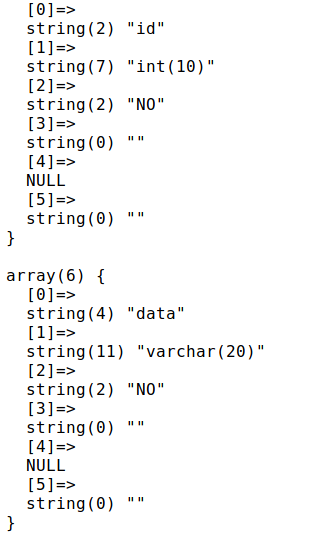 [0]=>
string(2) "id"
[1]=>
string(7) "int(10)"
[2]=>
string(2) "NO"
[3]=>
string(0) ""
[4]=>
NULL
[5]=>
string(0) ""
}
array(6) {
[0]=>
string(4) "data"
[1]=>
string(11) "varchar(20)"
[2]=>
string(2) "NO"
[3]=>
string(0) ""
[4]=>
NULL
[5]=>
string(0) ""
}